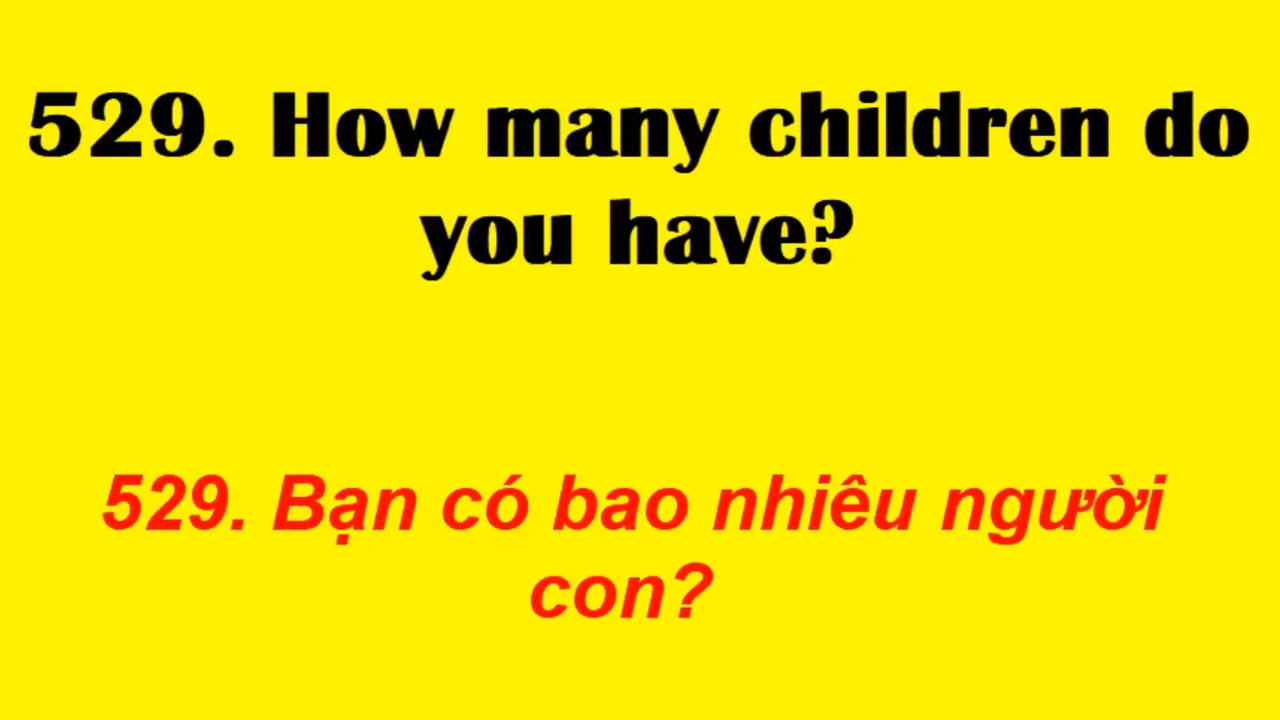 529. How many children do
you have?
529. Bạn có bao nhiêu người
con?